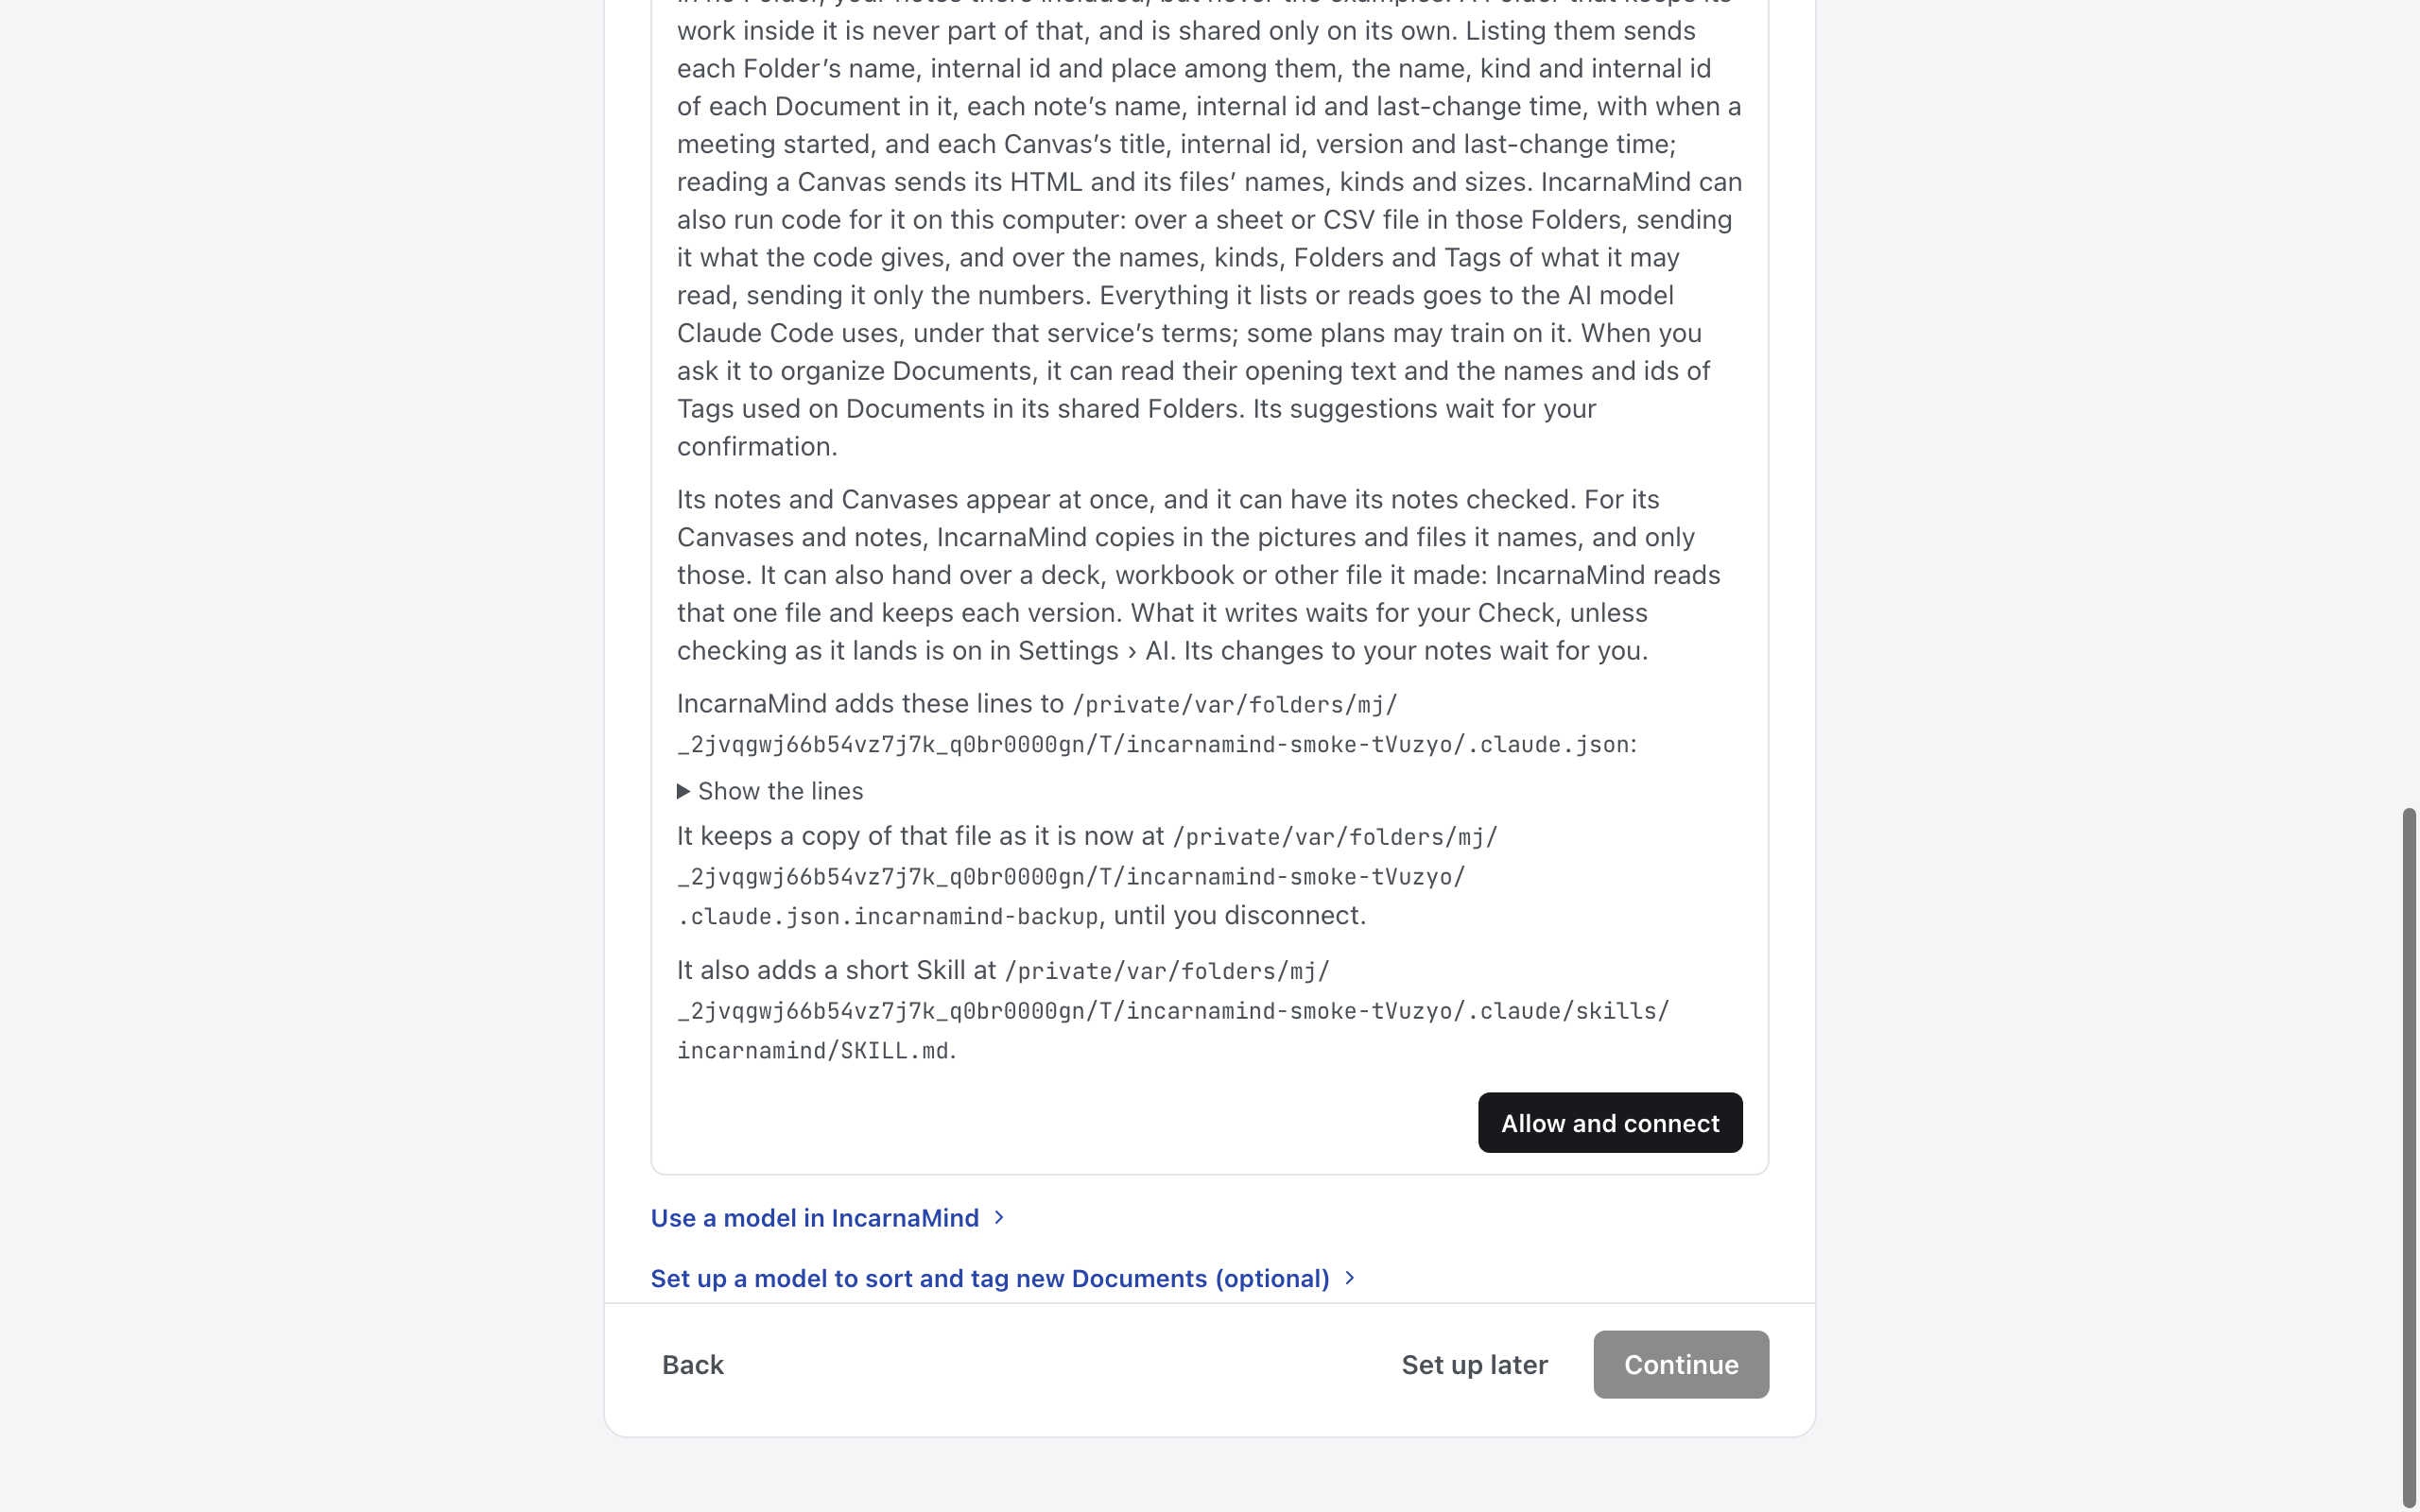 in no Folder, your notes there included, but never the examples. A Folder that keeps its
work inside it is never part of that, and is shared only on its own. Listing them sends
each Folder’s name, internal id and place among them, the name, kind and internal id
of each Document in it, each note’s name, internal id and last-change time, with when a
meeting started, and each Canvas’s title, internal id, version and last-change time;
reading a Canvas sends its HTML and its files’ names, kinds and sizes. IncarnaMind can
also run code for it on this computer: over a sheet or CSV file in those Folders, sending
it what the code gives, and over the names, kinds, Folders and Tags of what it may
read, sending it only the numbers. Everything it lists or reads goes to the AI model
Claude Code uses, under that service’s terms; some plans may train on it. When you
ask it to organize Documents, it can read their opening text and the names and ids of
Tags used on Documents in its shared Folders. Its suggestions wait for your
confirmation.
Its notes and Canvases appear at once, and it can have its notes checked. For its
Canvases and notes, IncarnaMind copies in the pictures and files it names, and only
those. It can also hand over a deck, workbook or other file it made: IncarnaMind reads
that one file and keeps each version. What it writes waits for your Check, unless
checking as it lands is on in Settings › AI. Its changes to your notes wait for you.
IncarnaMind adds these lines to /private/var/folders/mj/
_2jvqgwj66b54vz7j7k_q0br0000gn/T/incarnamind-smoke-tVuzyo/.claude.json:
▶ Show the lines
It keeps a copy of that file as it is now at /private/var/folders/mj/
_2jvqgwj66b54vz7j7k_q0br0000gn/T/incarnamind-smoke-tVuzyo/
.claude.json.incarnamind-backup, until you disconnect.
It also adds a short Skill at /private/var/folders/mj/
_2jvqgwj66b54vz7j7k_q0br0000gn/T/incarnamind-smoke-tVuzyo/.claude/skills/
incarnamind/SKILL.md.
Allow and connect
Use a model in IncarnaMind
Set up a model to sort and tag new Documents (optional)
Back
Set up later
Continue